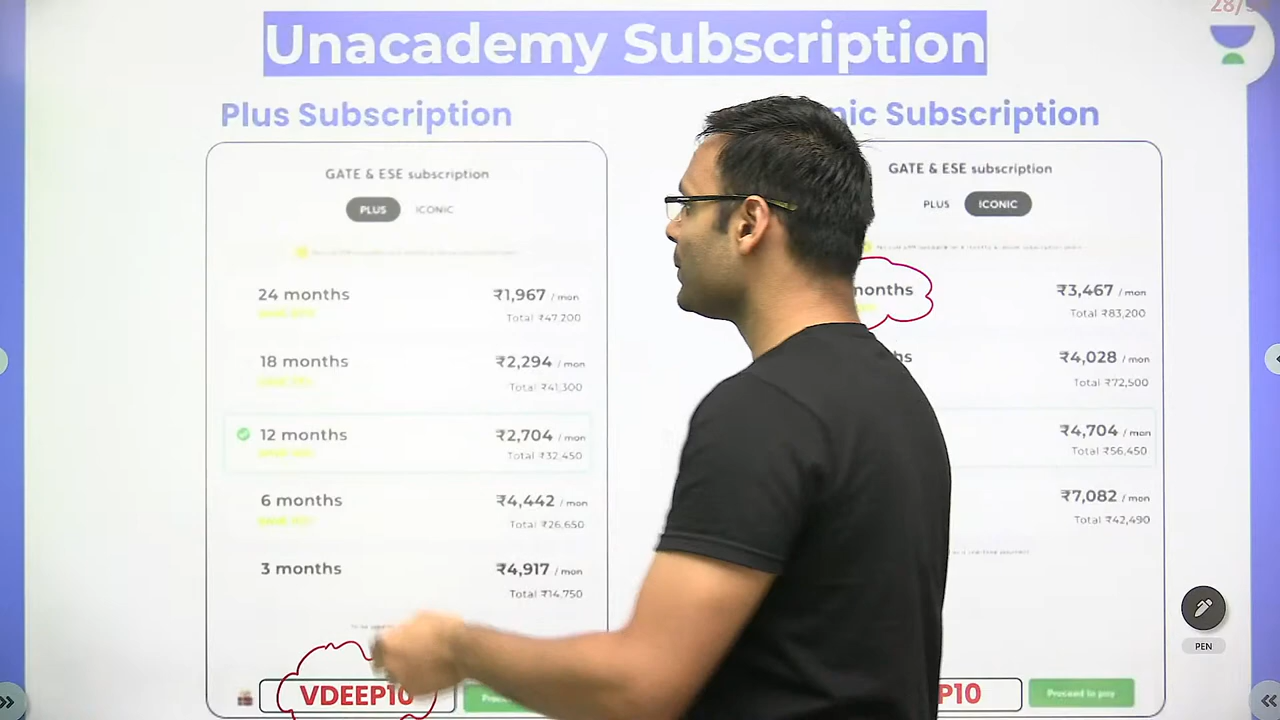 28/
Unacademy Subscription
Plus Subscription
Subscription
GATE & ESE subscription
PLUS
ICONIC
24 months
₹1,967 / mon
Total ₹47,200
18 months
₹2,294 / mon
Total ₹41,300
12 months
₹2,704 / mon
Total ₹32,450
6 months
₹4,442 / mon
Total ₹26,650
3 months
₹4,917 / mon
Total ₹14,750
VDEEP10
GATE & ESE subscription
PLUS
ICONIC
months
₹3,467 / mon
Total ₹83,200
₹4,028 / mon
Total ₹72,500
₹4,704 / mon
Total ₹56,450
₹7,082 / mon
Total ₹42,490
P10
Proceed to pay
PEN